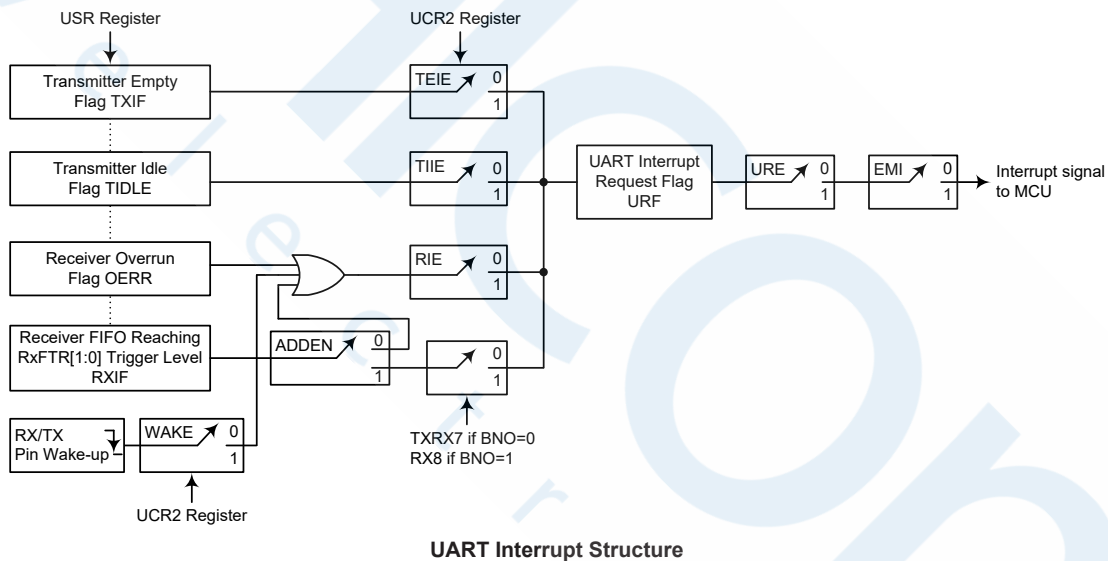 USR Register
UCR2 Register
Transmitter Empty
Flag TXIF
TEIE
0
1
Transmitter Idle
Flag TIDLE
TIIE
0
1
UART Interrupt
Request Flag
URF
URE
0
1
EMI
0
1
Interrupt signal
to MCU
Receiver Overrun
Flag OERR
RIE
0
1
Receiver FIFO Reaching
RxFTR[1:0] Trigger Level
RXIF
ADDEN
0
1
0
1
RX/TX
Pin Wake-up
WAKE
0
1
TXRX7 if BNO=0
RX8 if BNO=1
UCR2 Register
UART Interrupt Structure